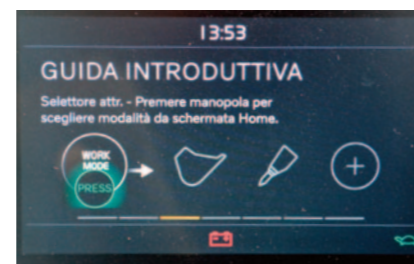 13:53
GUIDA INTRODUTTIVA
Selettore attr. - Premere manopola per
scegliere modalità da schermata Home.
WORK
MODE
PRESS